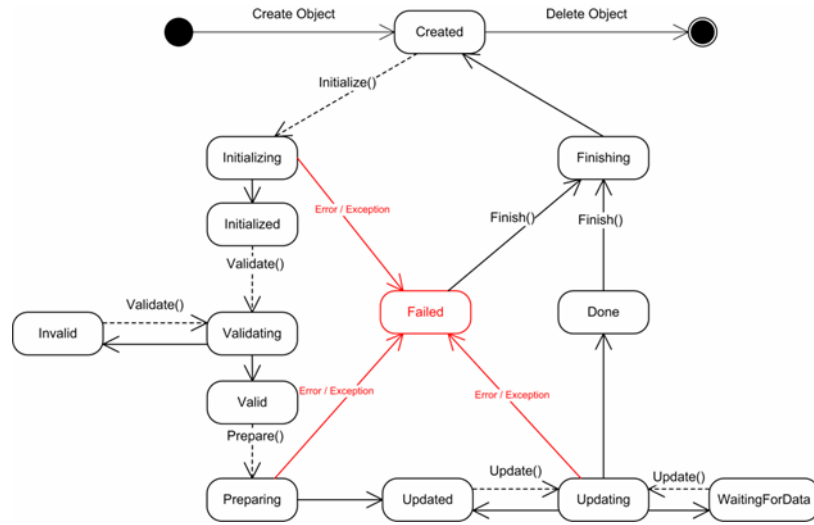 Create Object
Delete Object
Created
Initialize()
Initializing
Finishing
Error / Exception
Initialized
Finish()
Finish()
Validate()
Validate()
Invalid
Validating
Failed
Done
Valid
Error / Exception
Error / Exception
Prepare()
Update()
Update()
Preparing
Updated
Updating
WaitingForData